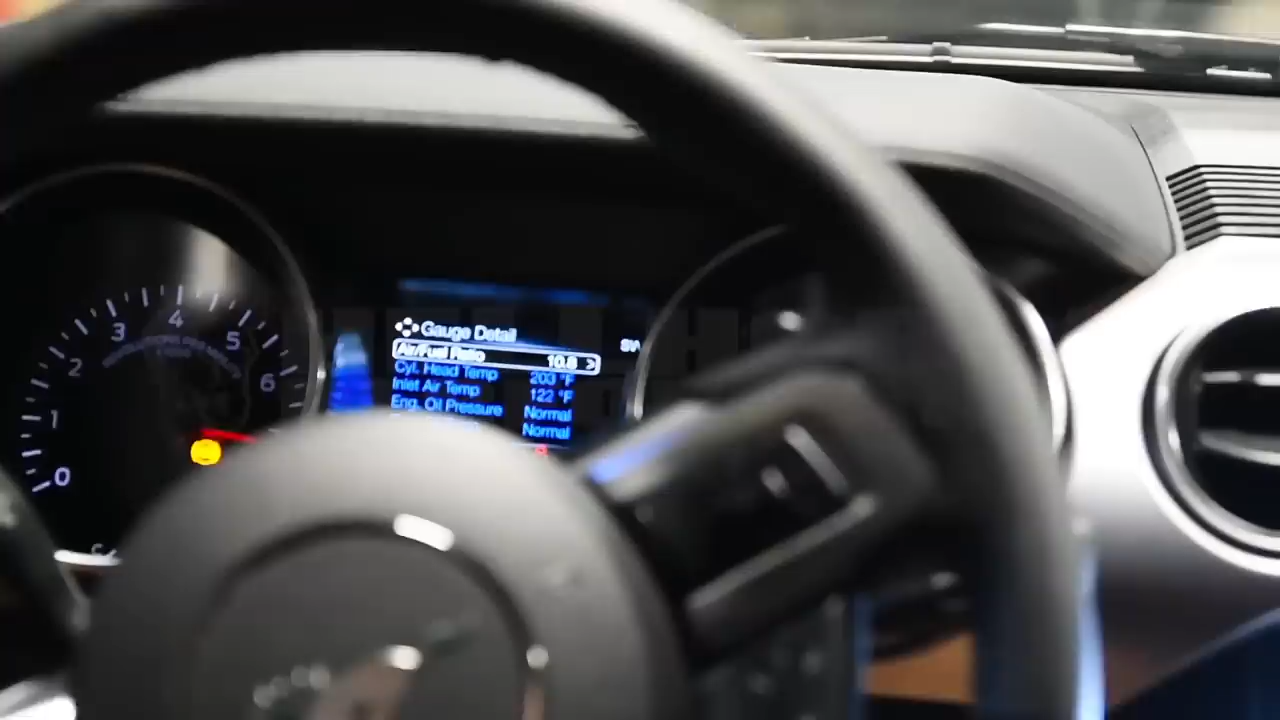 0
1
2
3
4
5
6
Gauge Detail
Air/Fuel Ratio 10.8 >
Cyl. Head Temp 203 °F
Inlet Air Temp 122 °F
Eng. Oil Pressure Normal
Normal